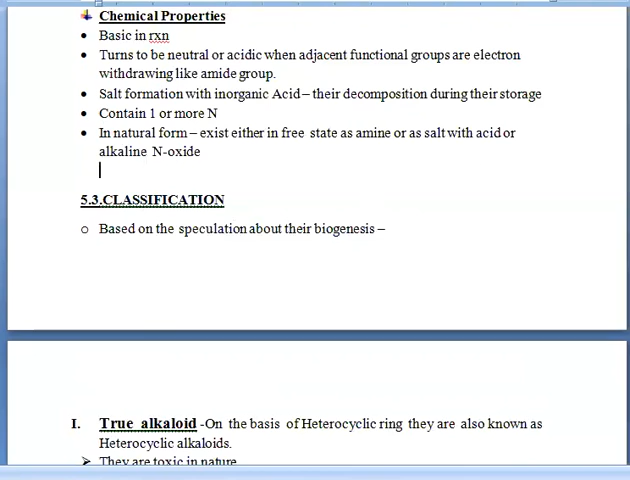 Chemical Properties
• Basic in rxn
• Turns to be neutral or acidic when adjacent functional groups are electron
withdrawing like amide group.
• Salt formation with inorganic Acid – their decomposition during their storage
• Contain 1 or more N
• In natural form – exist either in free state as amine or as salt with acid or
alkaline N-oxide
5.3.CLASSIFICATION
o Based on the speculation about their biogenesis –
I. True alkaloid -On the basis of Heterocyclic ring they are also known as
Heterocyclic alkaloids.
➢ They are toxic in nature